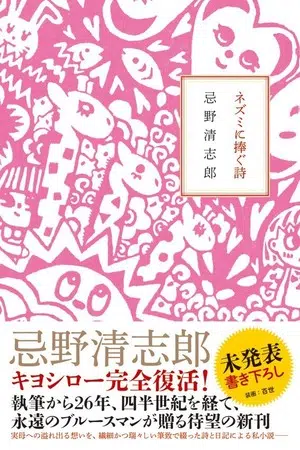 ネズミに捧ぐ詩
忌野清志郎
忌野清志郎
キヨシロー完全復活!
執筆から26年、四半世紀を経て、
永遠のブルースマンが贈る待望の新刊
実母への溢れ出る想いを、繊細かつ瑞々しい筆致で綴った詩と日記による私小説——
未発表
書き下ろし
装画:百世